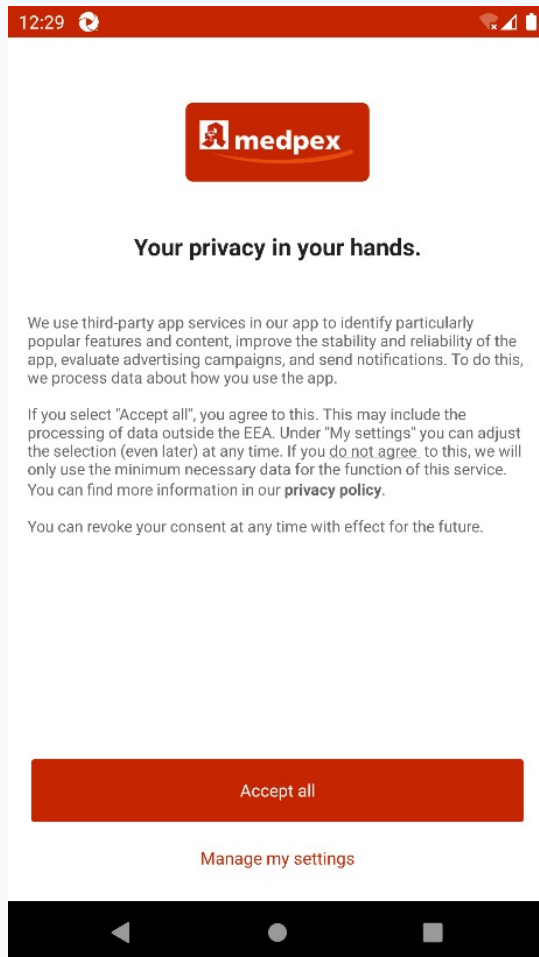 12:29
medpex
Your privacy in your hands.
We use third-party app services in our app to identify particularly
popular features and content, improve the stability and reliability of the
app, evaluate advertising campaigns, and send notifications. To do this,
we process data about how you use the app.
If you select "Accept all", you agree to this. This may include the
processing of data outside the EEA. Under "My settings" you can adjust
the selection (even later) at any time. If you do not agree to this, we will
only use the minimum necessary data for the function of this service.
You can find more information in our privacy policy.
You can revoke your consent at any time with effect for the future.
Accept all
Manage my settings